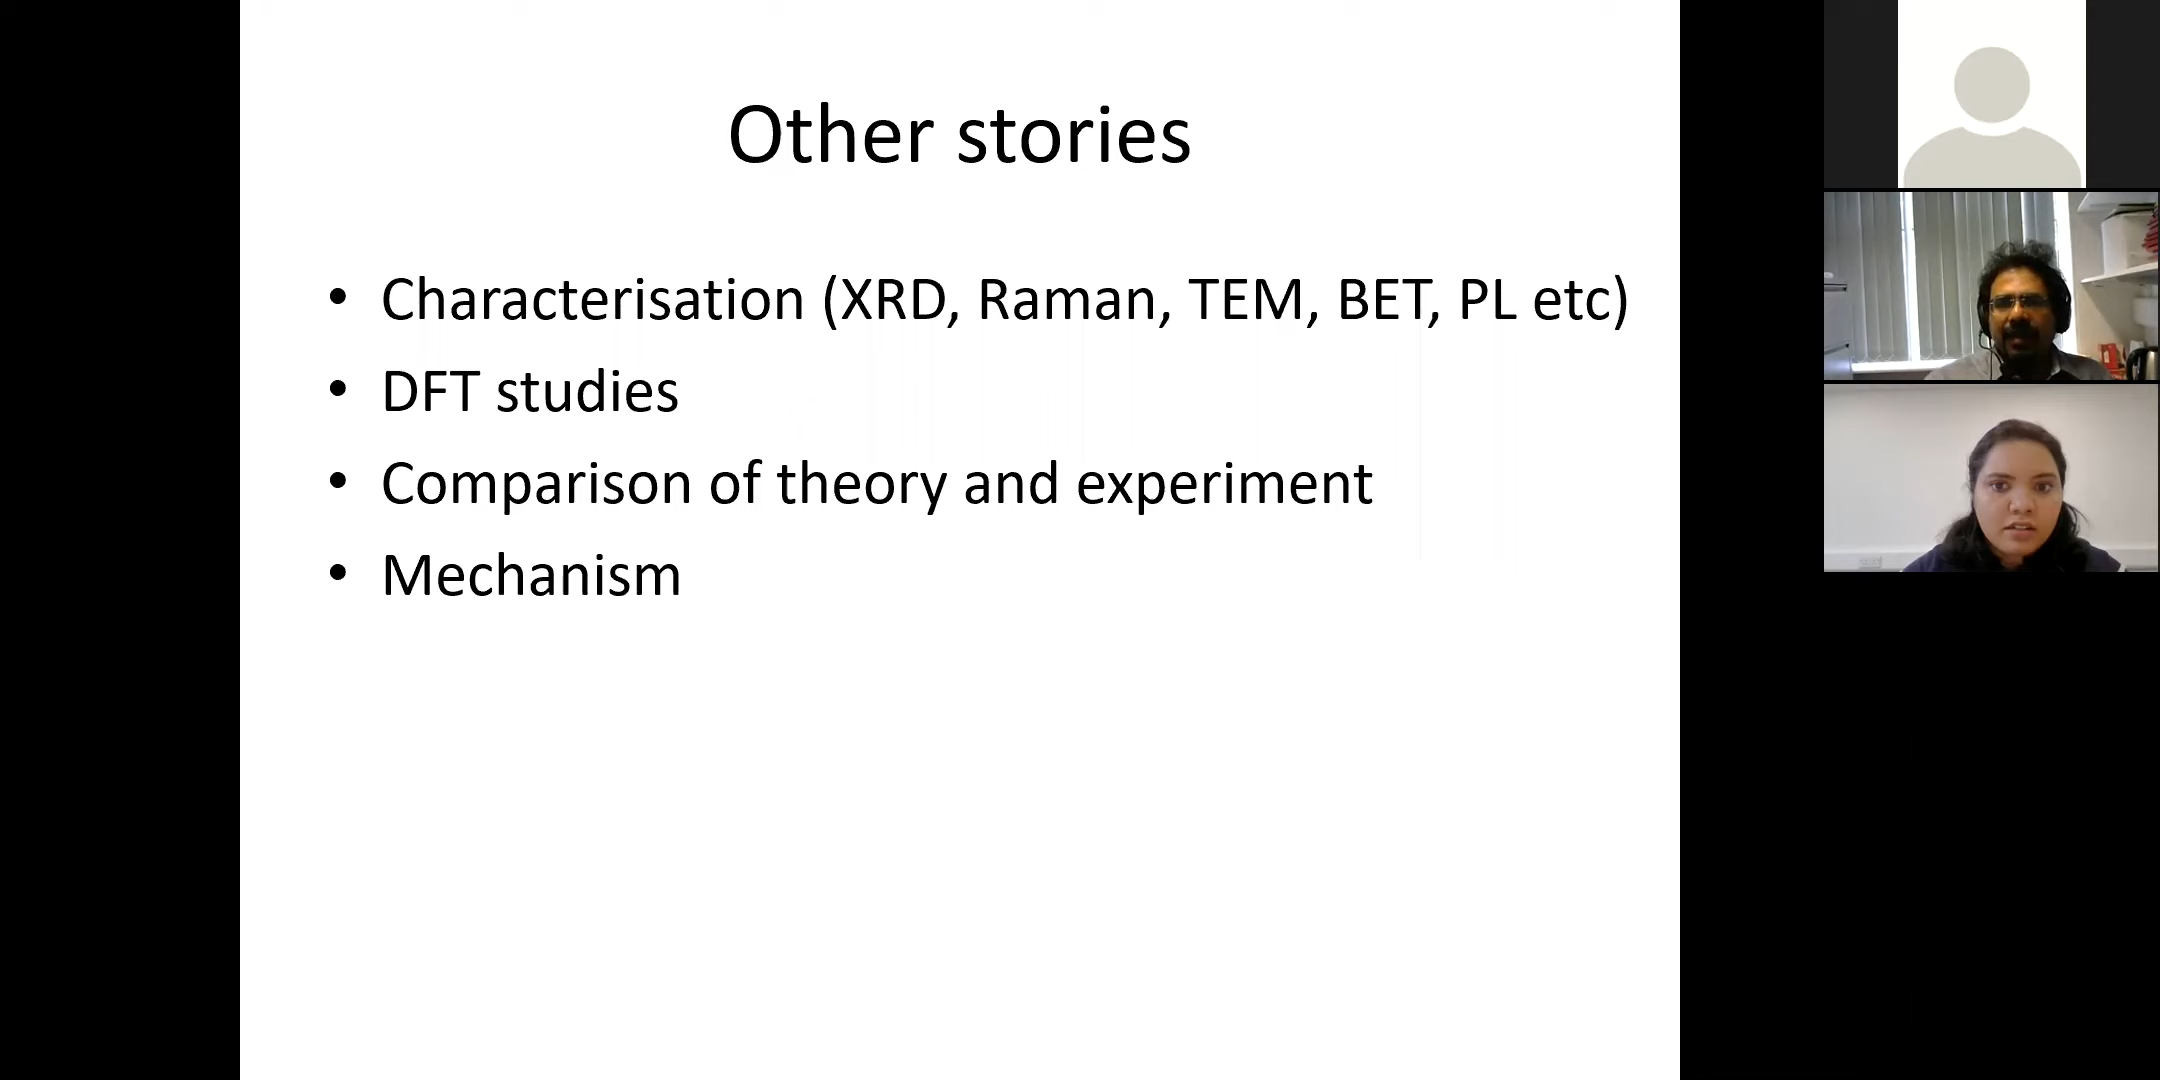 Other stories
• Characterisation (XRD, Raman, TEM, BET, PL etc)
• DFT studies
• Comparison of theory and experiment
• Mechanism